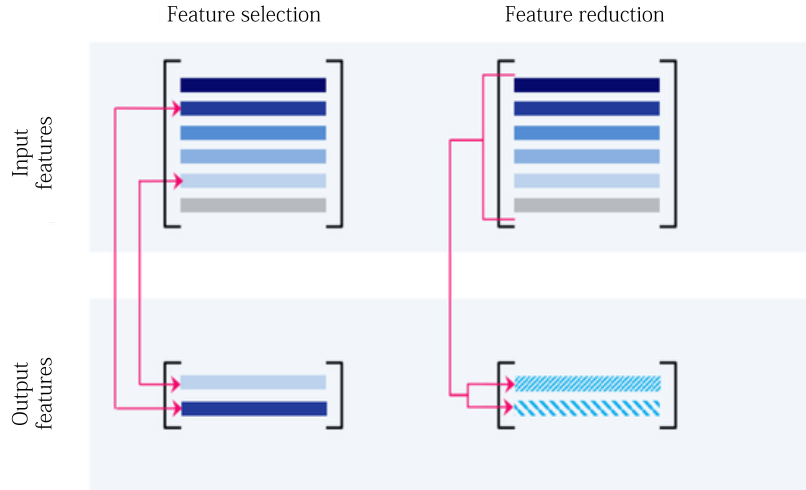 Feature selection
Feature reduction
Input
features
Output
features